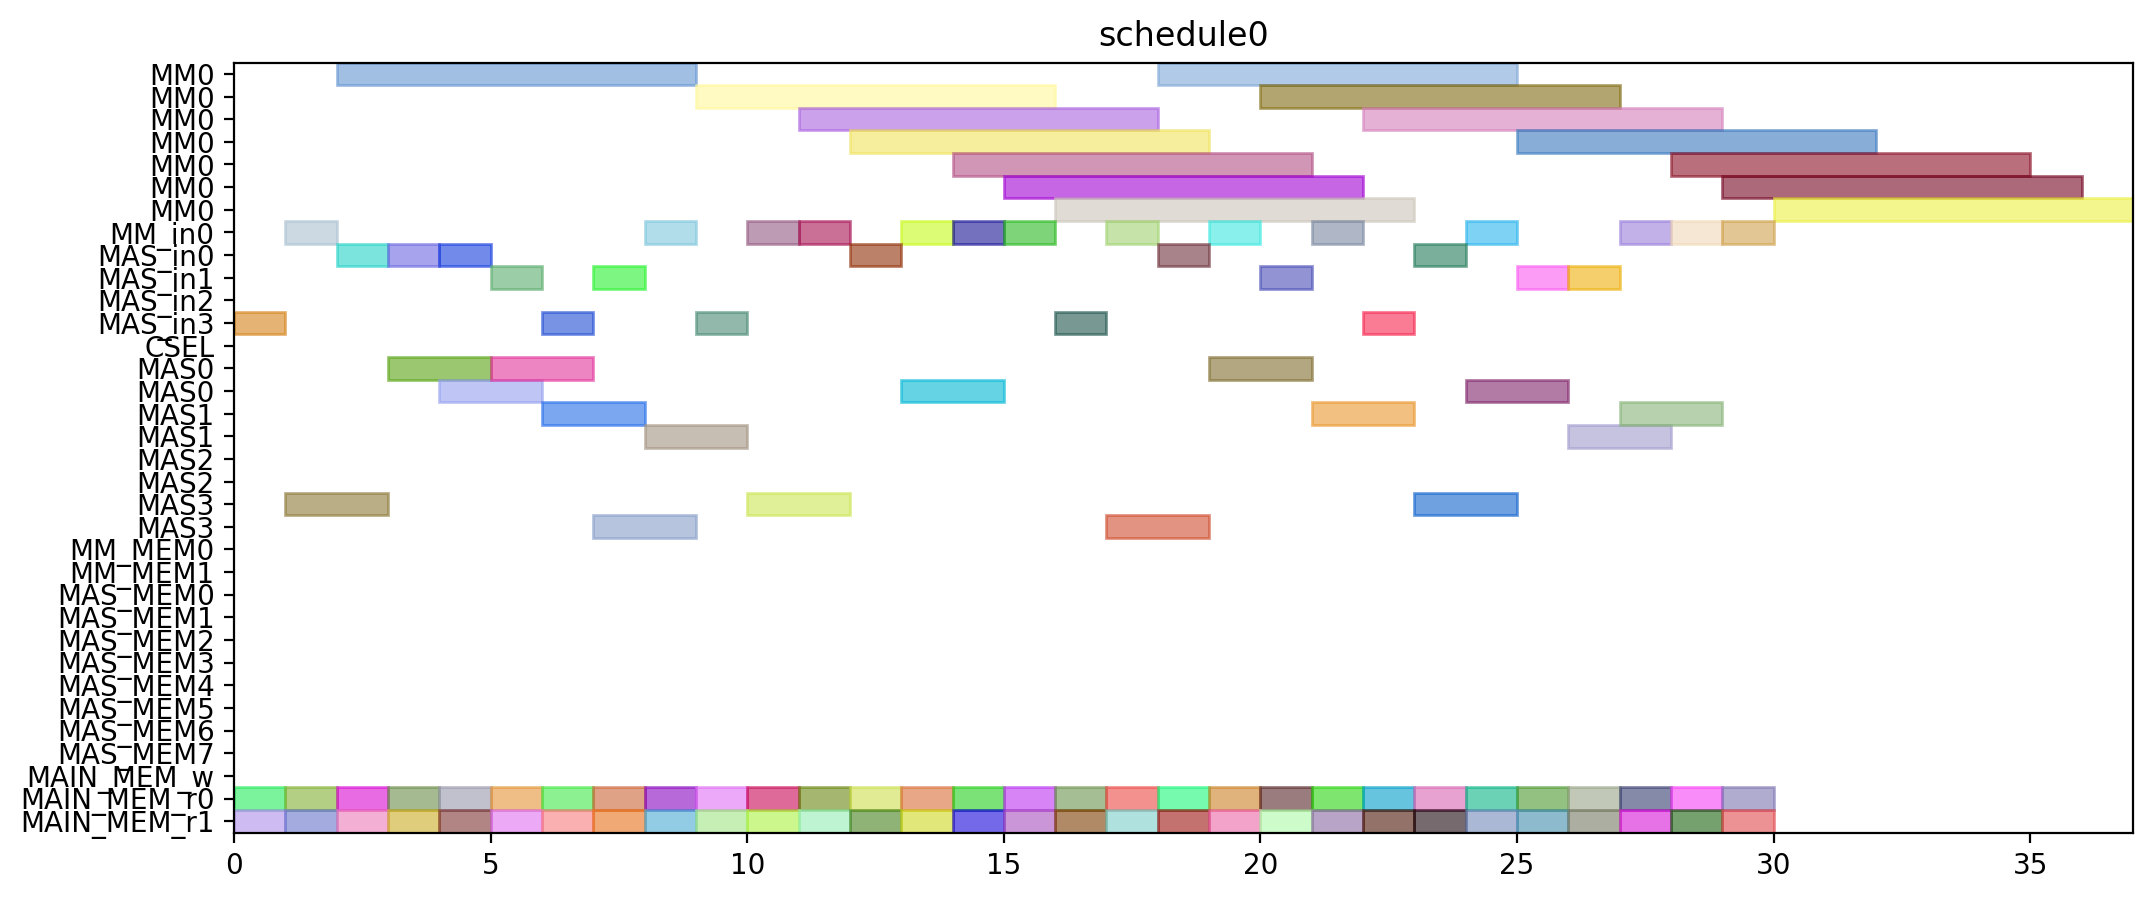 schedule0
MM0
MM0
MM0
MM0
MM0
MM0
MM0
MM_in0
MAS_in0
MAS_in1
MAS_in2
MAS_in3
CSEL
MAS0
MAS0
MAS1
MAS1
MAS2
MAS2
MAS3
MAS3
MM_MEM0
MM_MEM1
MAS_MEM0
MAS_MEM1
MAS_MEM2
MAS_MEM3
MAS_MEM4
MAS_MEM5
MAS_MEM6
MAS_MEM7
MAIN_MEM_w
MAIN_MEM_r0
MAIN_MEM_r1
0 5 10 15 20 25 30 35